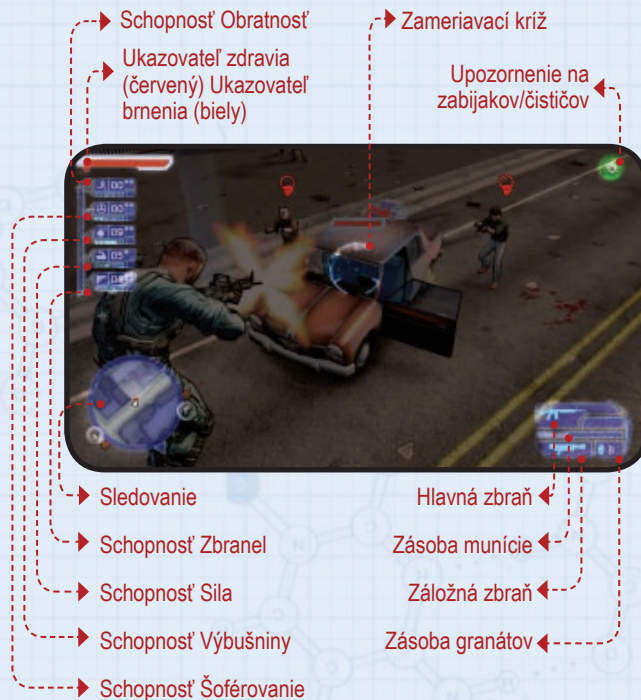 Schopnosť Obratnosť
Ukazovateľ zdravia
(červený) Ukazovateľ
brnenia (biely)
Zameriavací kríž
Upozornenie na
zabijakov/čističov
Sledovanie
Schopnosť Zbranel
Schopnosť Sila
Schopnosť Výbušniny
Schopnosť Šoférovanie
Hlavná zbraň
Zásoba munície
Záložná zbraň
Zásoba granátov